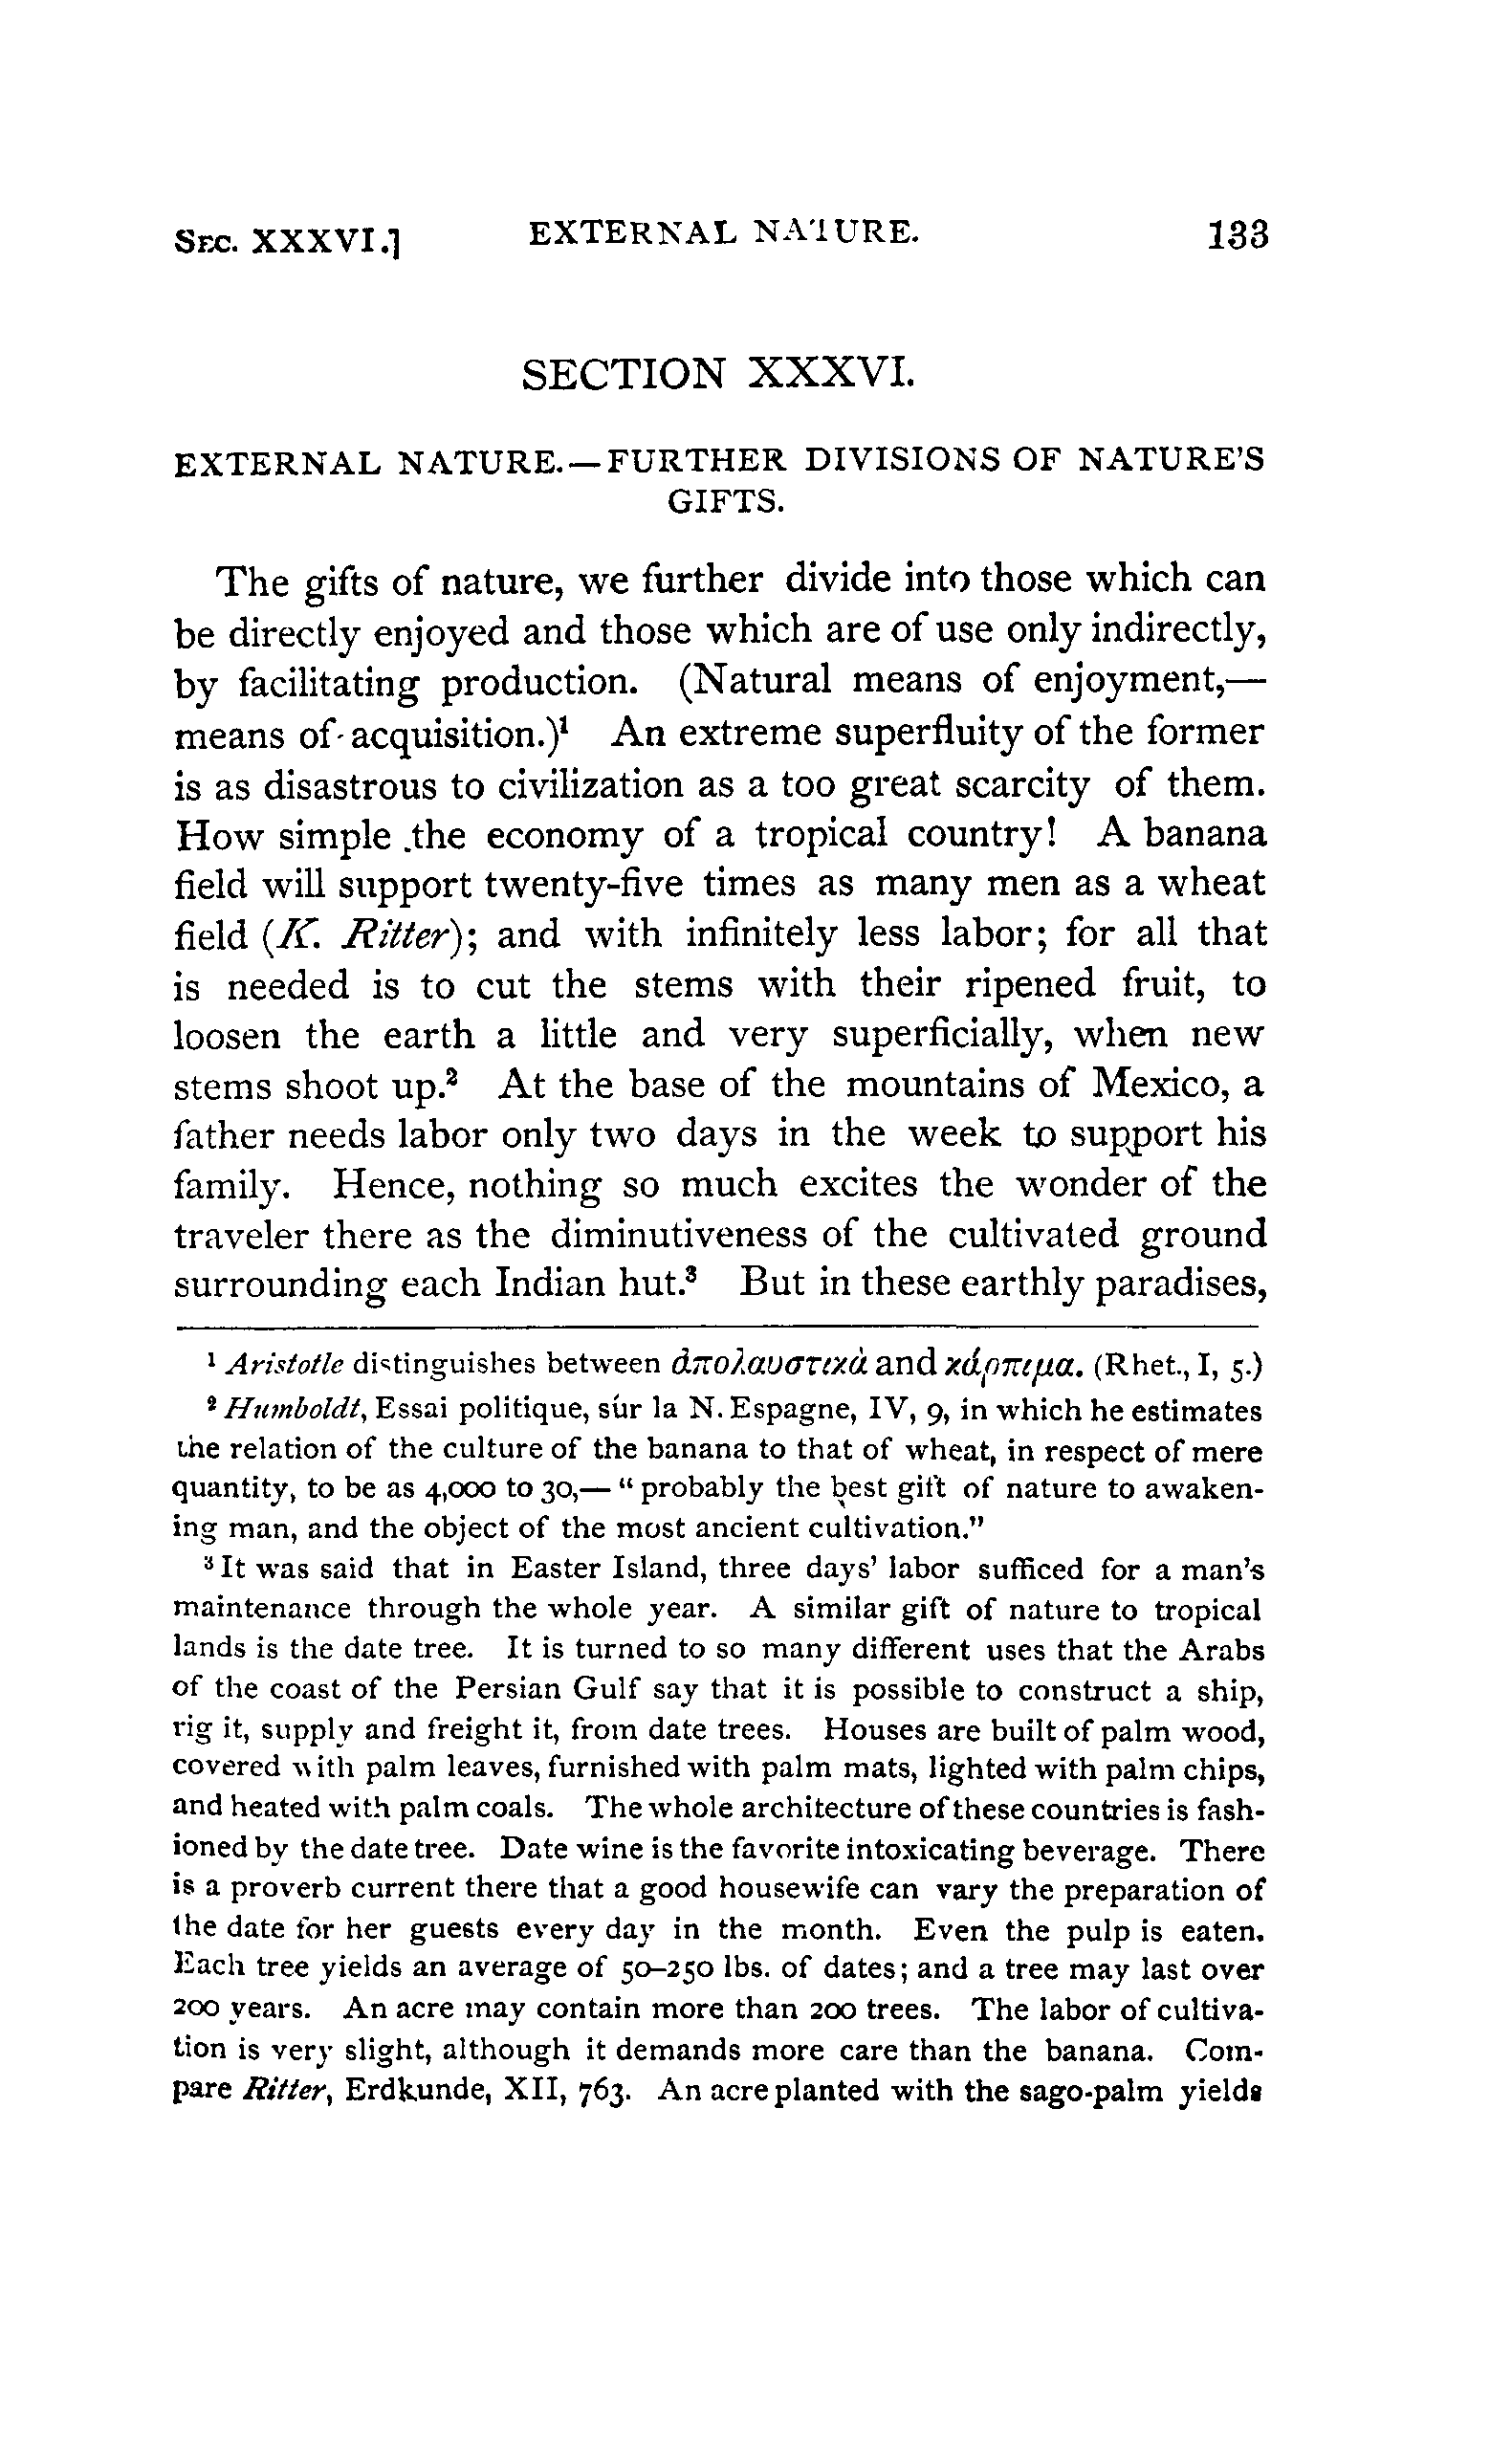 SEC. XXXVI.] EXTERNAL NATURE. 133
SECTION XXXVI.
EXTERNAL NATURE.—FURTHER DIVISIONS OF NATURE'S
GIFTS.
The gifts of nature, we further divide into those which can
be directly enjoyed and those which are of use only indirectly,
by facilitating production. (Natural means of enjoyment,—
means of acquisition.)¹ An extreme superfluity of the former
is as disastrous to civilization as a too great scarcity of them.
How simple the economy of a tropical country! A banana
field will support twenty-five times as many men as a wheat
field (K. Ritter); and with infinitely less labor; for all that
is needed is to cut the stems with their ripened fruit, to
loosen the earth a little and very superficially, when new
stems shoot up.² At the base of the mountains of Mexico, a
father needs labor only two days in the week to support his
family. Hence, nothing so much excites the wonder of the
traveler there as the diminutiveness of the cultivated ground
surrounding each Indian hut.³ But in these earthly paradises,
¹ Aristotle distinguishes between ἀπολαυστικά and κάρπιμα. (Rhet., I, 5.)
² Humboldt, Essai politique, sùr la N. Espagne, IV, 9, in which he estimates
the relation of the culture of the banana to that of wheat, in respect of mere
quantity, to be as 4,000 to 30,— “ probably the best gift of nature to awaken-
ing man, and the object of the most ancient cultivation.”
³ It was said that in Easter Island, three days' labor sufficed for a man's
maintenance through the whole year. A similar gift of nature to tropical
lands is the date tree. It is turned to so many different uses that the Arabs
of the coast of the Persian Gulf say that it is possible to construct a ship,
rig it, supply and freight it, from date trees. Houses are built of palm wood,
covered with palm leaves, furnished with palm mats, lighted with palm chips,
and heated with palm coals. The whole architecture of these countries is fash-
ioned by the date tree. Date wine is the favorite intoxicating beverage. There
is a proverb current there that a good housewife can vary the preparation of
the date for her guests every day in the month. Even the pulp is eaten.
Each tree yields an average of 50–250 lbs. of dates; and a tree may last over
200 years. An acre may contain more than 200 trees. The labor of cultiva-
tion is very slight, although it demands more care than the banana. Com-
pare Ritter, Erdkunde, XII, 763. An acre planted with the sago-palm yields